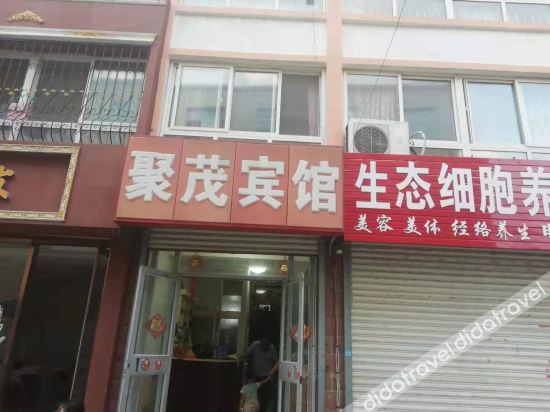 聚茂宾馆
生态细胞养
美容 美体 经络养生
didatravel didatravel